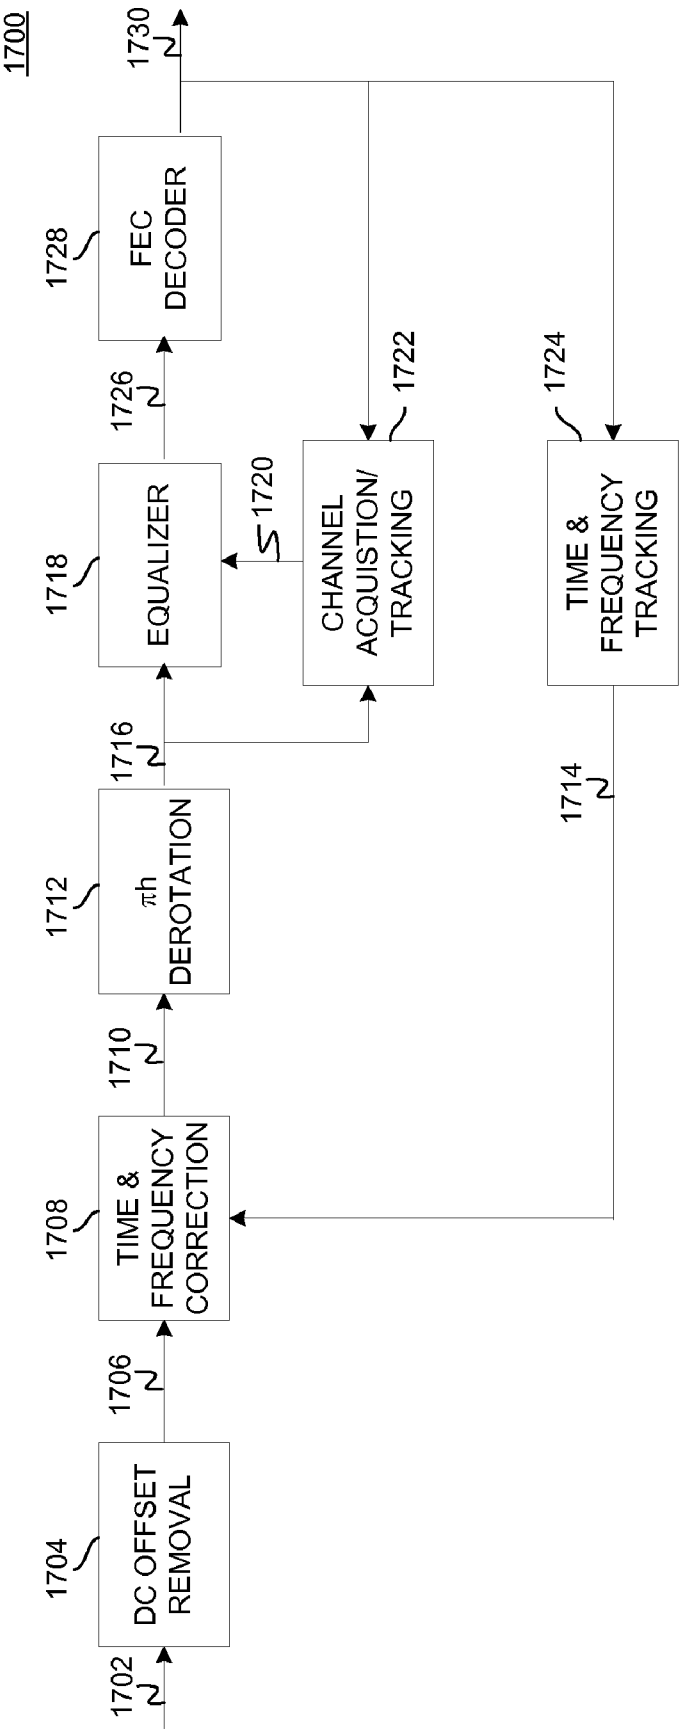 1700
1702
1704
DC OFFSET
REMOVAL
1706
1708
TIME &
FREQUENCY
CORRECTION
1710
1712
πh
DEROTATION
1716
1718
EQUALIZER
1726
1728
FEC
DECODER
1730
1720
CHANNEL
ACQUISTION/
TRACKING
1722
1714
TIME &
FREQUENCY
TRACKING
1724